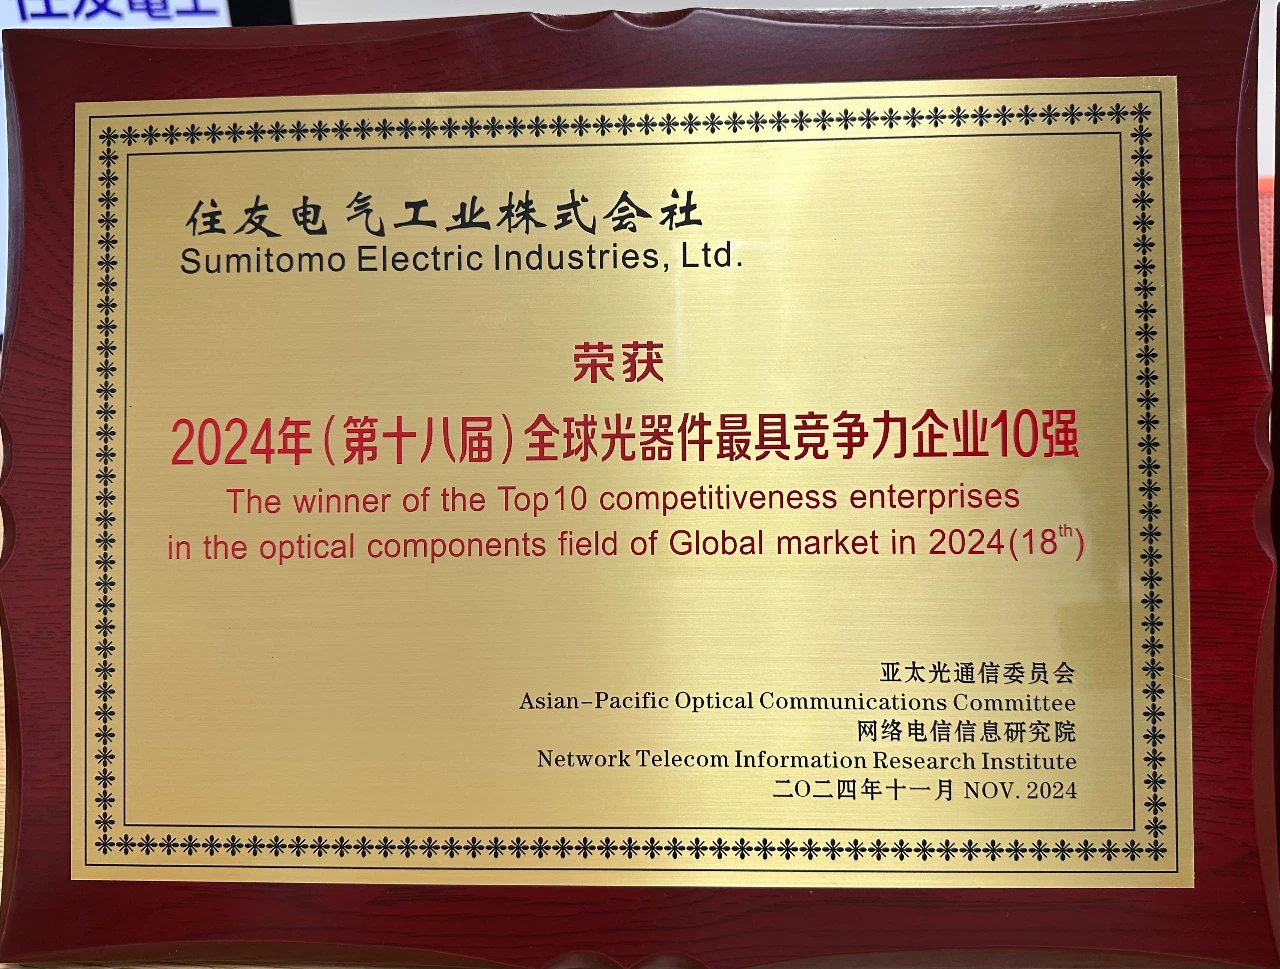 住友電工
住友电气工业株式会社
Sumitomo Electric Industries, Ltd.
荣获
2024年(第十八届)全球光器件最具竞争力企业10强
The winner of the Top10 competitiveness enterprises
in the optical components field of Global market in 2024(18th)
亚太光通信委员会
Asian-Pacific Optical Communications Committee
网络电信信息研究院
Network Telecom Information Research Institute
二〇二四年十一月 NOV. 2024